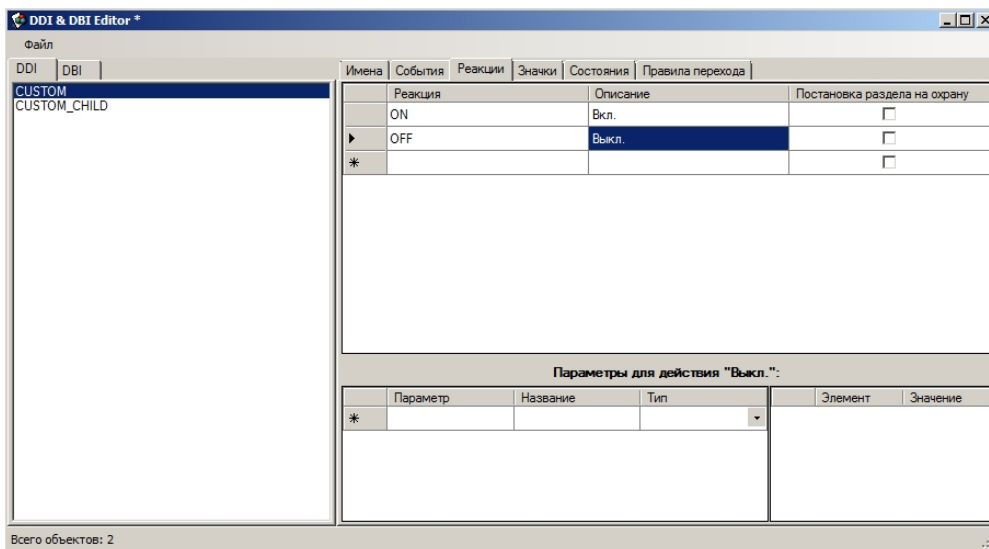 DDI & DBI Editor *
Файл
DDI DBI
Имена События Реакции Значки Состояния Правила перехода
CUSTOM
CUSTOM_CHILD
Реакция Описание Постановка раздела на охрану
ON Вкл.
OFF Выкл.
Параметры для действия "Выкл.":
Параметр Название Тип Элемент Значение
Всего объектов: 2